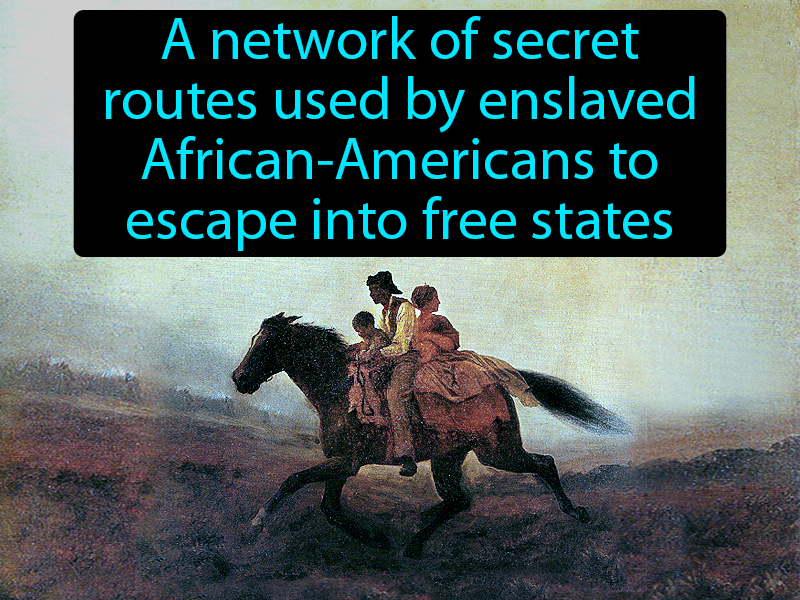 A network of secret
routes used by enslaved
African-Americans to
escape into free states